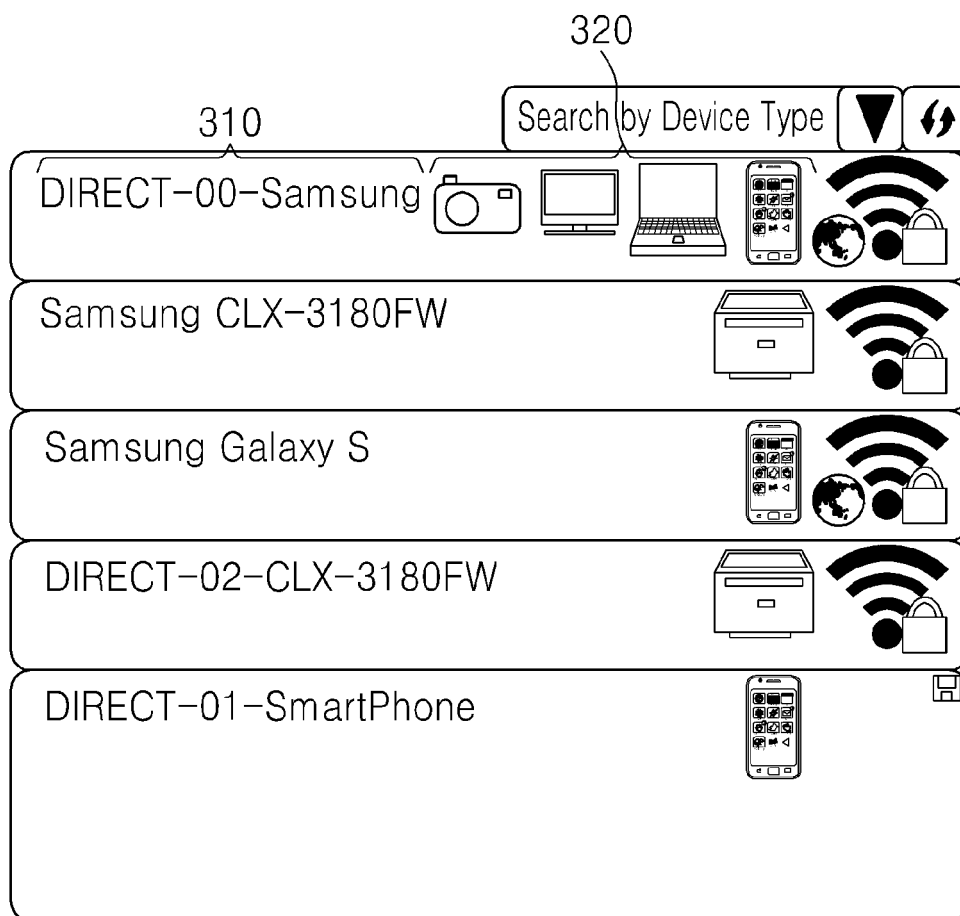 320
Search by Device Type
310
DIRECT-00-Samsung
Samsung CLX-3180FW
Samsung Galaxy S
DIRECT-02-CLX-3180FW
DIRECT-01-SmartPhone